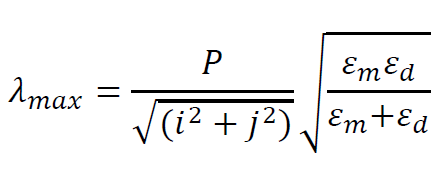 λ_max = P / √(i² + j²) √(ε_m ε_d / (ε_m + ε_d))